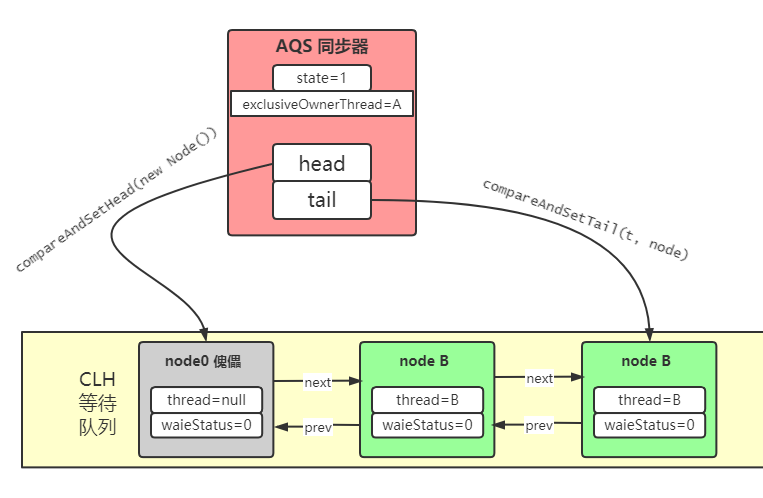 AQS 同步器
state=1
exclusiveOwnerThread=A
head
tail
compareAndSetHead(new Node())
compareAndSetTail(t, node)
CLH
等待
队列
node0 傀儡
thread=null
waieStatus=0
next
prev
node B
thread=B
waieStatus=0
next
prev
node B
thread=B
waieStatus=0